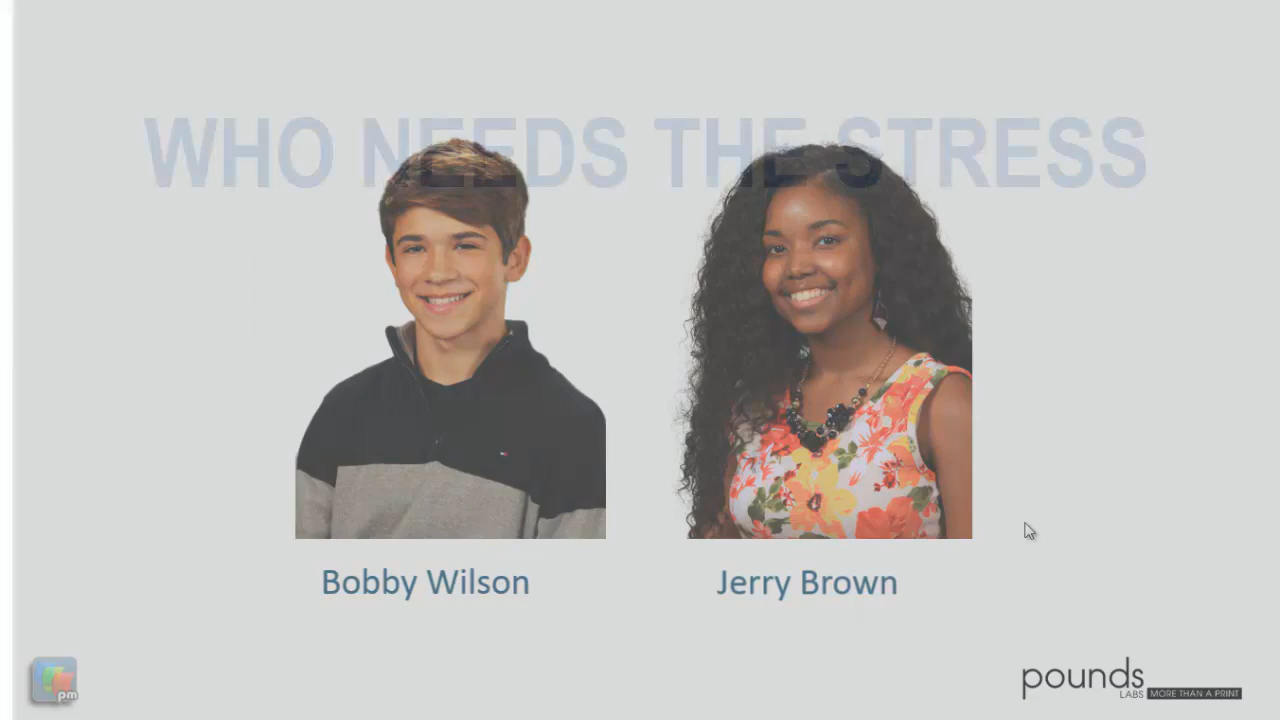 WHO NEEDS THE STRESS
Bobby Wilson
Jerry Brown
pm
pounds
LABS MORE THAN A PRINT